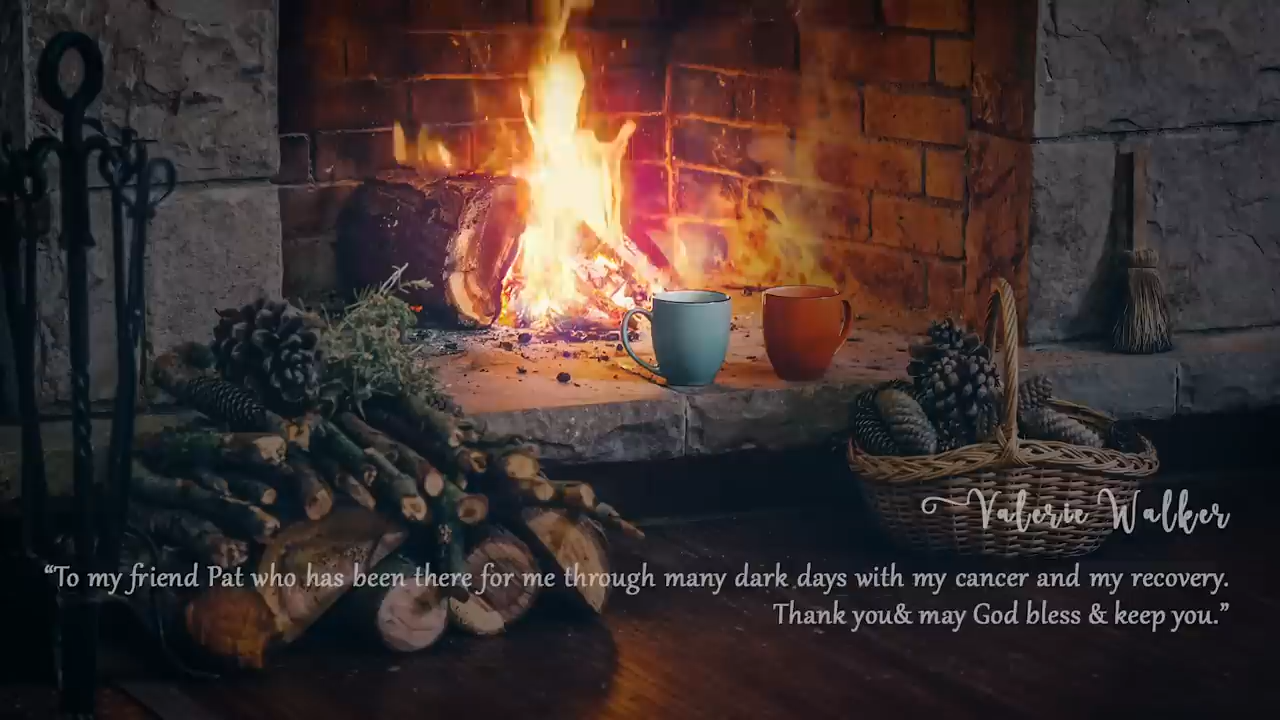 Valerie Walker
“To my friend Pat who has been there for me through many dark days with my cancer and my recovery.
Thank you& may God bless & keep you.”